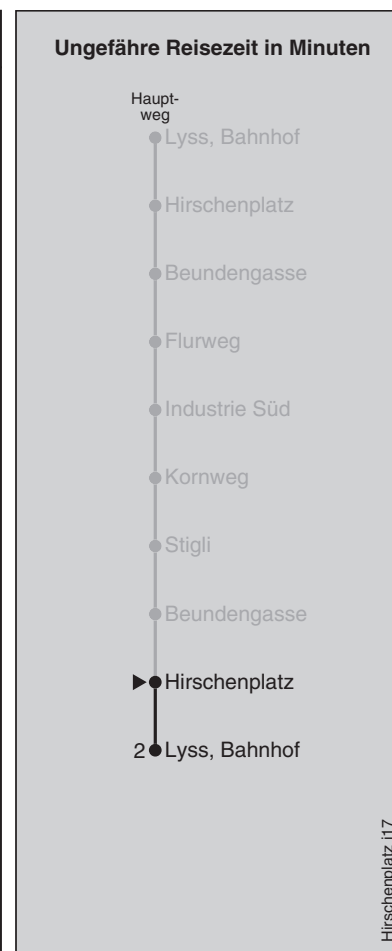 Ungefähre Reisezeit in Minuten
Haupt-
weg
Lyss, Bahnhof
Hirschenplatz
Beundengasse
Flurweg
Industrie Süd
Kornweg
Stigli
Beundengasse
Hirschenplatz
2 Lyss, Bahnhof
Hirschenplatz j17